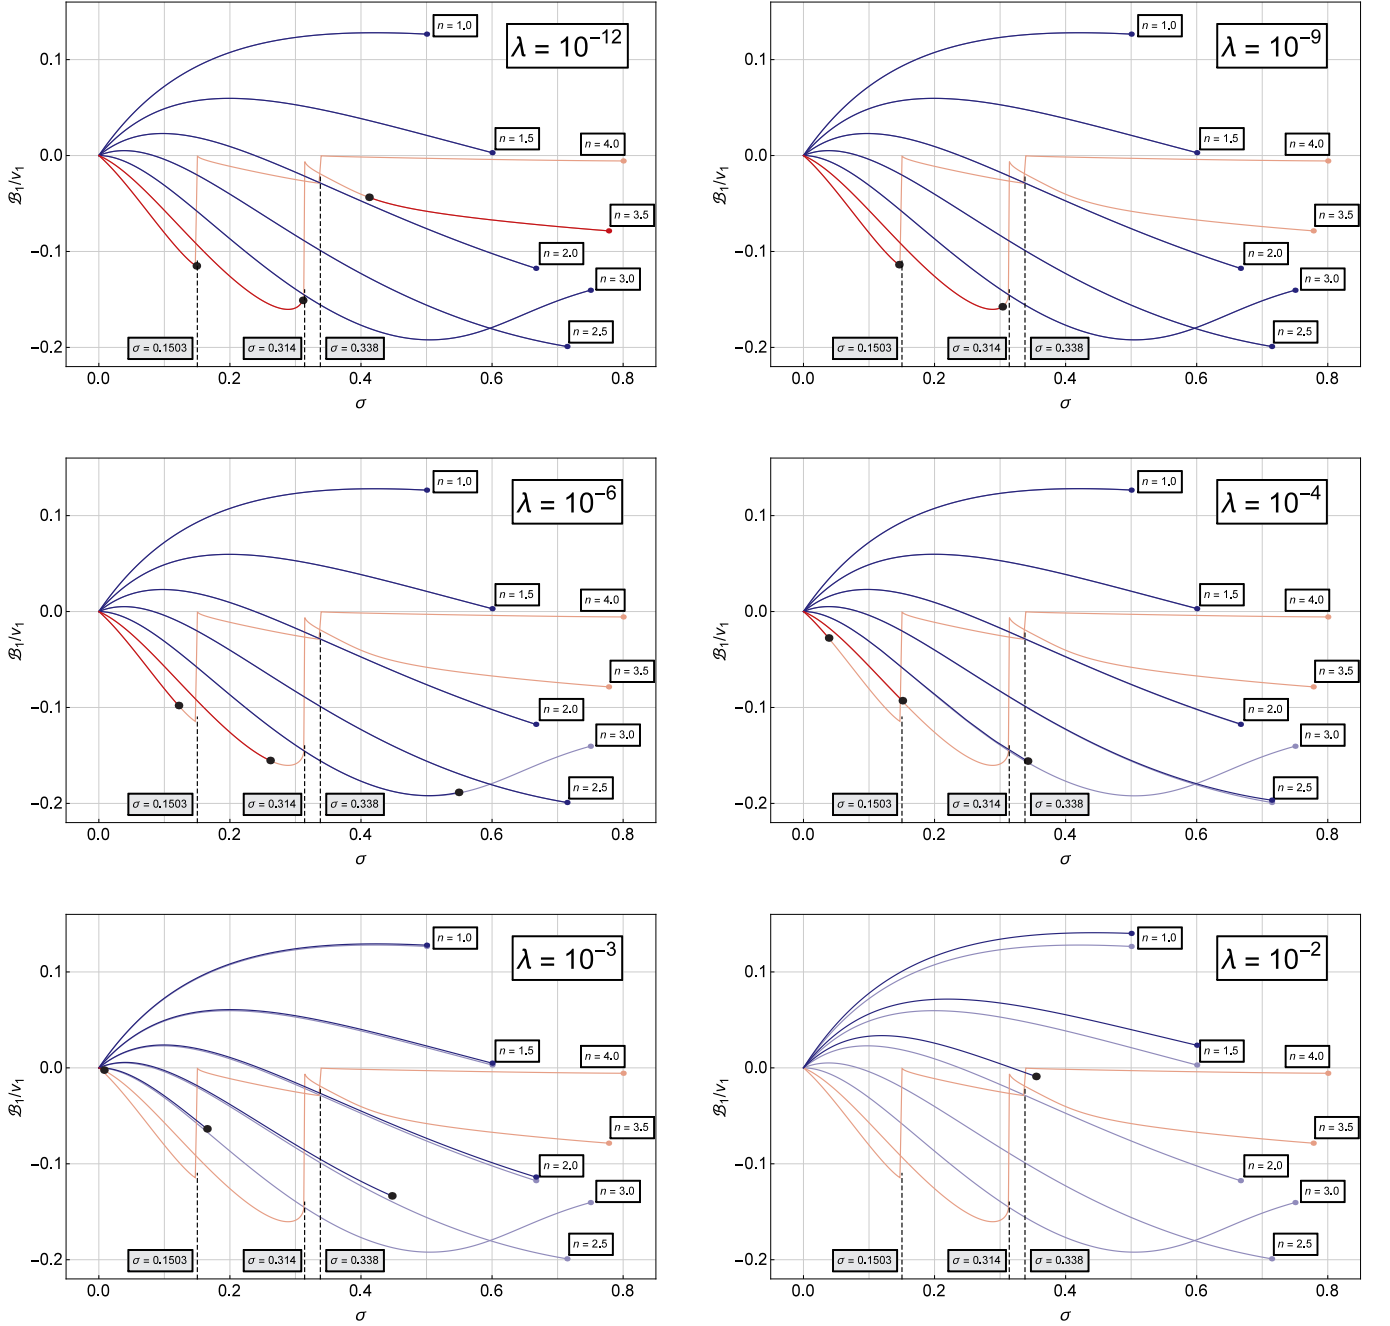 n = 1.0
λ = 10⁻¹²
0.1
n = 1.5
n = 4.0
0.0
ℬ₁/v₁
n = 3.5
−0.1
n = 2.0
n = 3.0
−0.2
σ = 0.1503
σ = 0.314
σ = 0.338
n = 2.5
0.0 0.2 0.4 0.6 0.8
σ
n = 1.0
λ = 10⁻⁹
0.1
n = 1.5
n = 4.0
0.0
ℬ₁/v₁
n = 3.5
−0.1
n = 2.0
n = 3.0
−0.2
σ = 0.1503
σ = 0.314
σ = 0.338
n = 2.5
0.0 0.2 0.4 0.6 0.8
σ
n = 1.0
λ = 10⁻⁶
0.1
n = 1.5
n = 4.0
0.0
ℬ₁/v₁
n = 3.5
−0.1
n = 2.0
n = 3.0
−0.2
σ = 0.1503
σ = 0.314
σ = 0.338
n = 2.5
0.0 0.2 0.4 0.6 0.8
σ
n = 1.0
λ = 10⁻⁴
0.1
n = 1.5
n = 4.0
0.0
ℬ₁/v₁
n = 3.5
−0.1
n = 2.0
n = 3.0
−0.2
σ = 0.1503
σ = 0.314
σ = 0.338
n = 2.5
0.0 0.2 0.4 0.6 0.8
σ
n = 1.0
λ = 10⁻³
0.1
n = 1.5
n = 4.0
0.0
ℬ₁/v₁
n = 3.5
−0.1
n = 2.0
n = 3.0
−0.2
σ = 0.1503
σ = 0.314
σ = 0.338
n = 2.5
0.0 0.2 0.4 0.6 0.8
σ
n = 1.0
λ = 10⁻²
0.1
n = 1.5
n = 4.0
0.0
ℬ₁/v₁
n = 3.5
−0.1
n = 2.0
n = 3.0
−0.2
σ = 0.1503
σ = 0.314
σ = 0.338
n = 2.5
0.0 0.2 0.4 0.6 0.8
σ